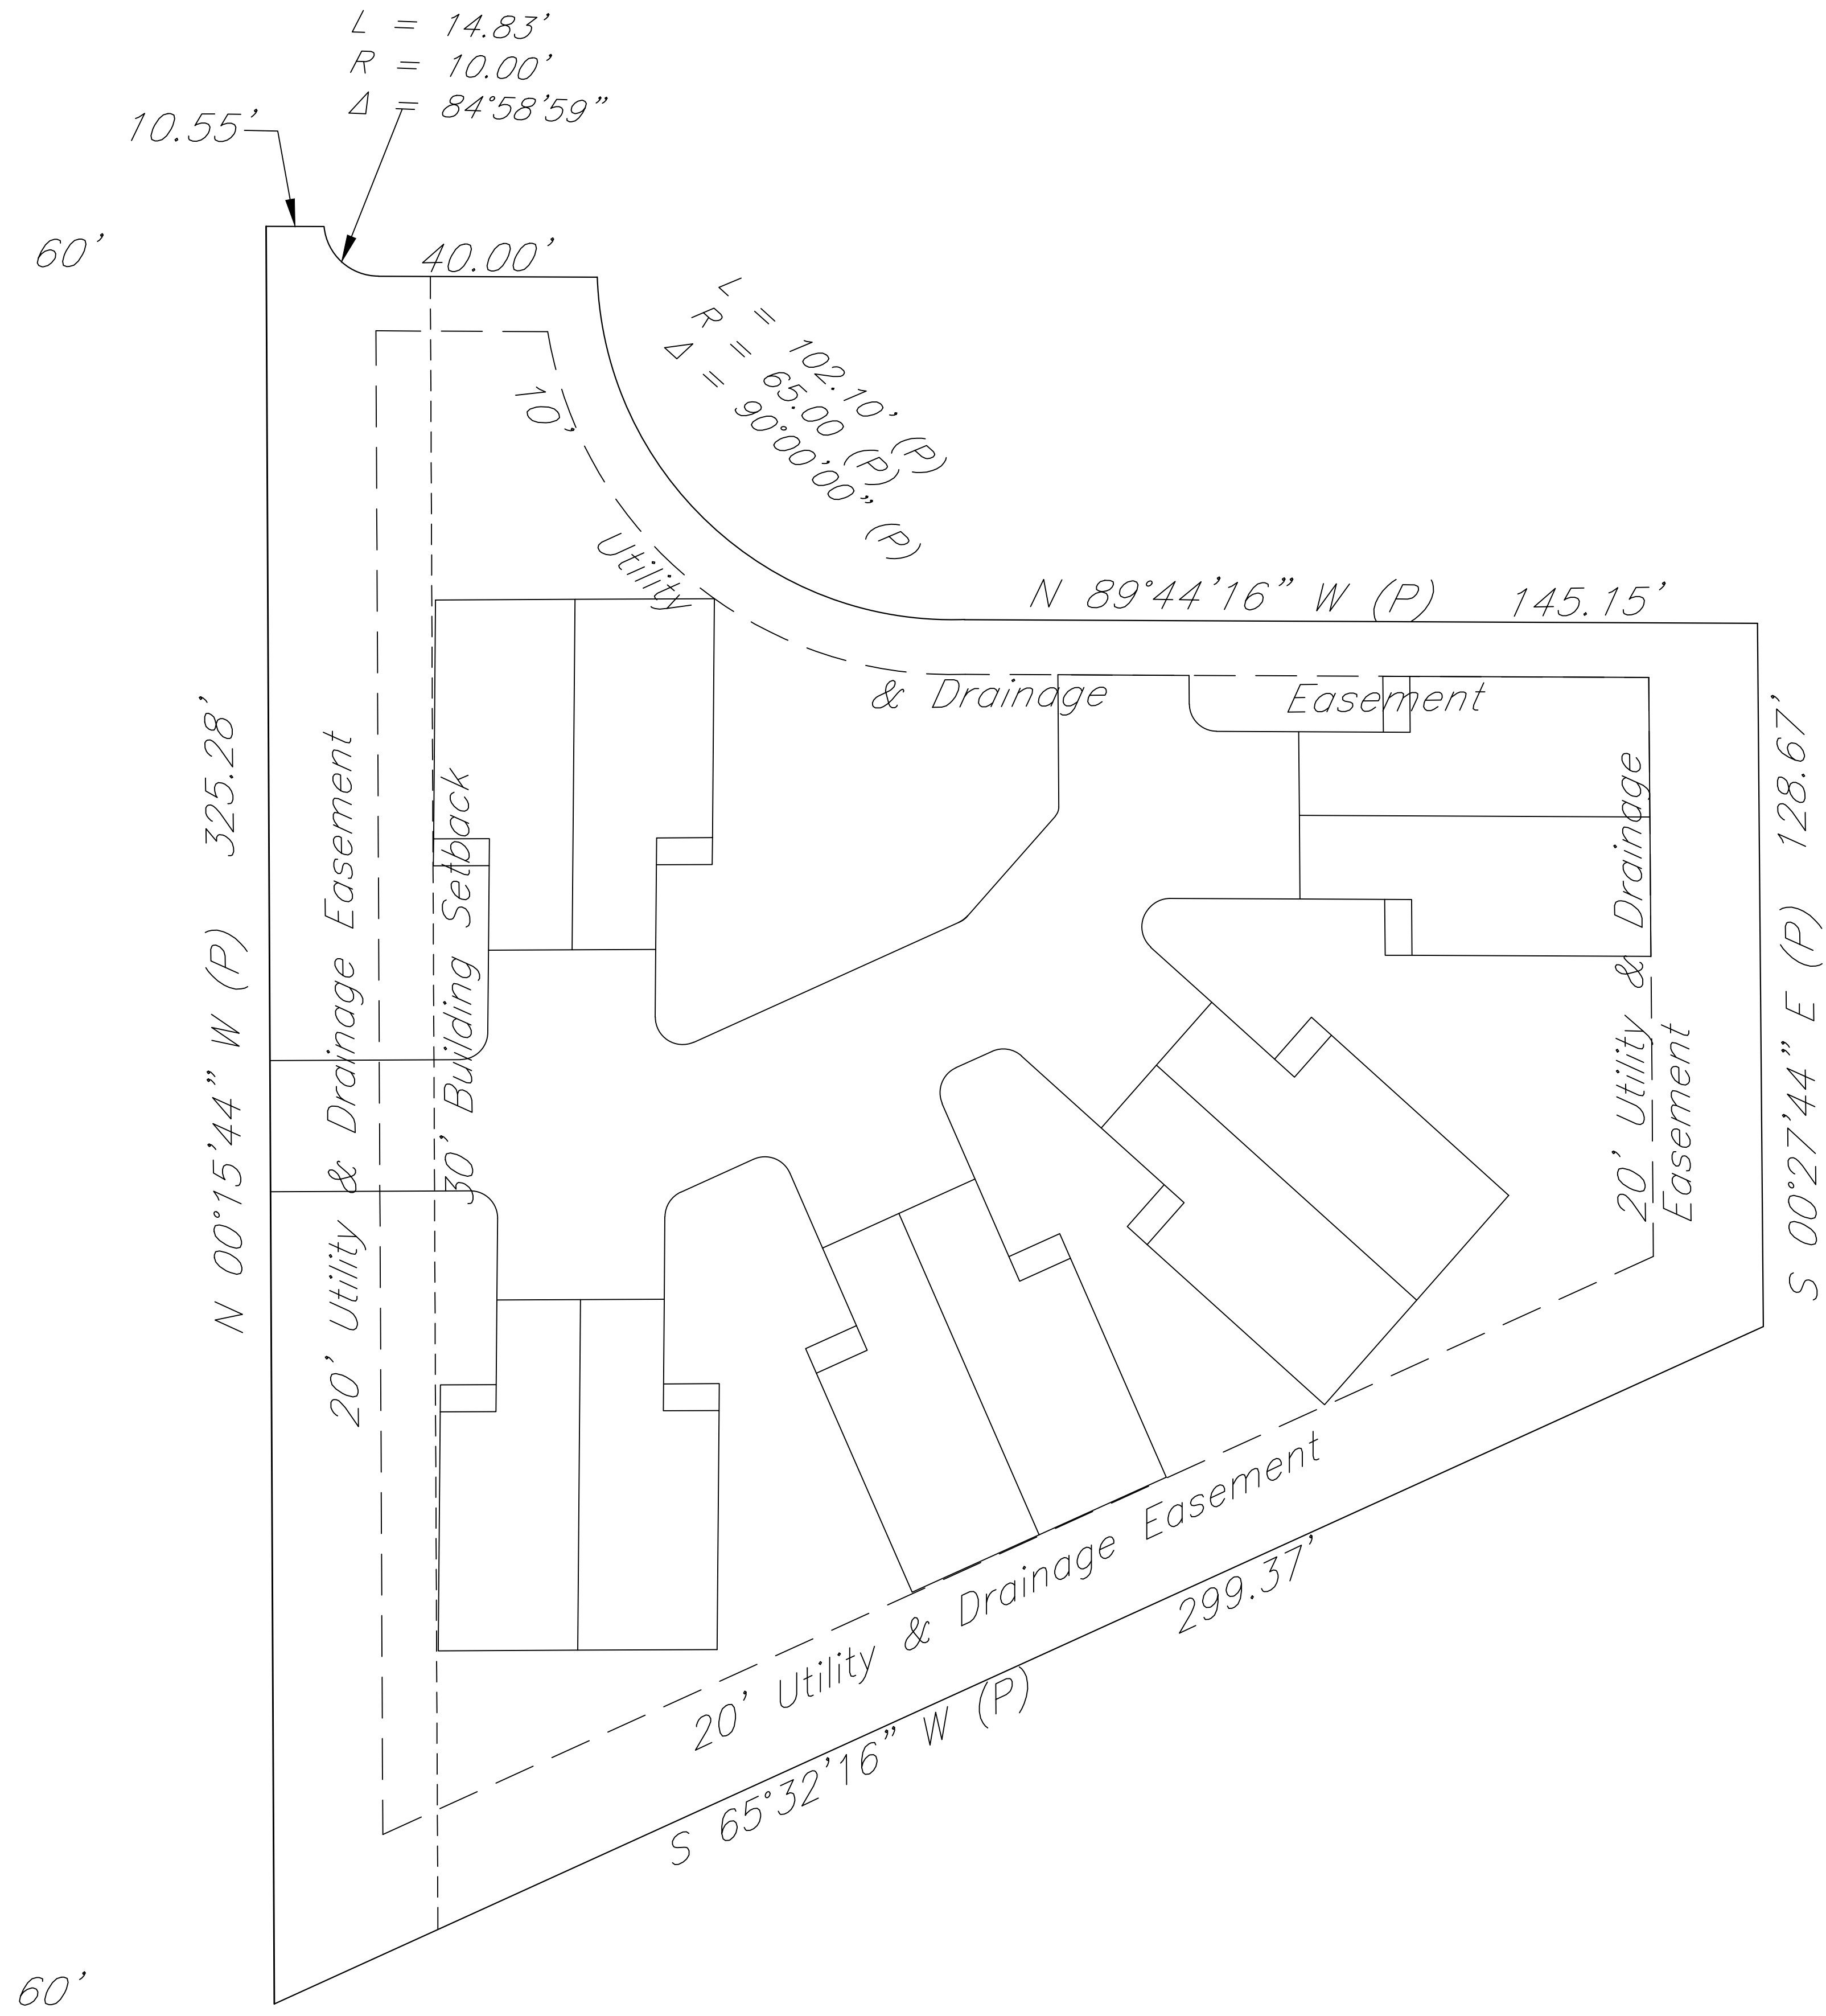 L = 14.83'
R = 10.00'
Δ = 84°58'59"
10.55'
60'
40.00'
L = 102.10' (P)
R = 65.00 (P)
Δ = 90°00'00" (P)
10'
Utility
& Drainage
Easement
N 89°44'16" W (P) 145.15'
N 00°15'44" W (P) 325.28'
20' Utility & Drainage Easement
30' Building Setback
20' Utility & Drainage
Easement
S 00°27'44" E (P) 128.67'
20' Utility & Drainage Easement
S 65°32'16" W (P) 299.37'
60'